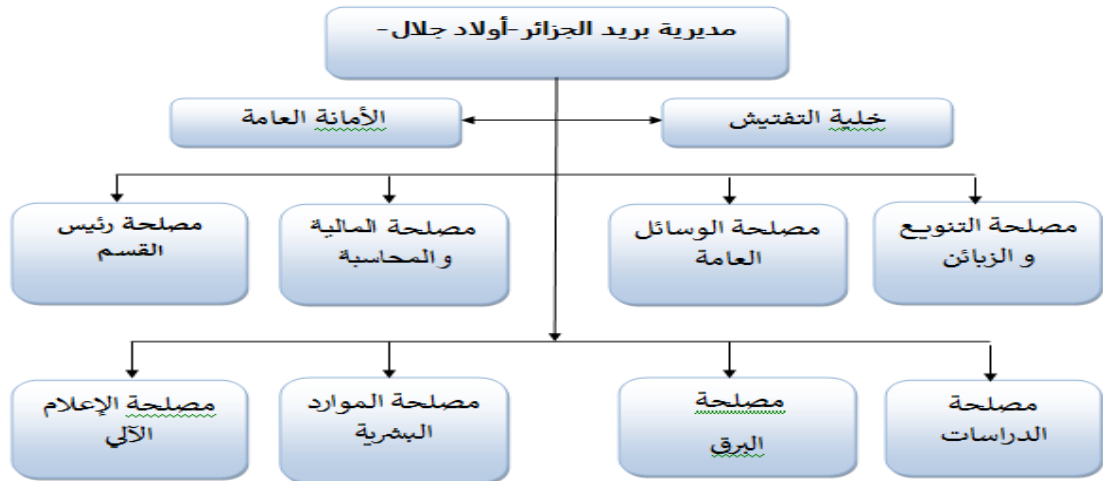 مديرية بريد الجزائر-أولاد جلال-
خلية التفتيش
الأمانة العامة
مصلحة التنويع
و الزبائن
مصلحة الوسائل
العامة
مصلحة المالية
و المحاسبة
مصلحة رئيس
القسم
مصلحة
الدراسات
مصلحة
البرق
مصلحة الموارد
البشرية
مصلحة الإعلام
الآلي